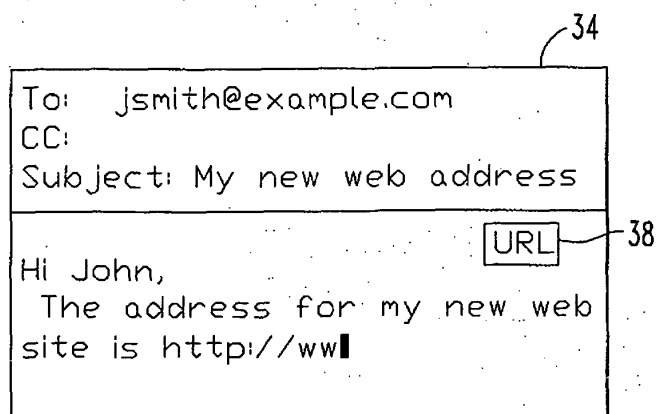 34
To: jsmith@example.com
CC:
Subject: My new web address
URL
38
Hi John,
The address for my new web
site is http://ww